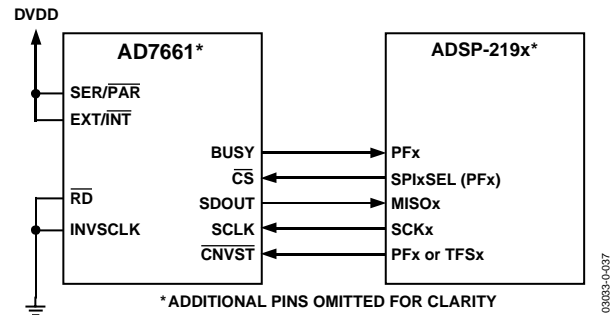 DVDD
AD7661*
ADSP-219x*
SER/PAR
EXT/INT
BUSY
PFx
CS
SPIxSEL (PFx)
RD
SDOUT
MISOx
INVSCLK
SCLK
SCKx
CNVST
PFx or TFSx
*ADDITIONAL PINS OMITTED FOR CLARITY
03033-0-037